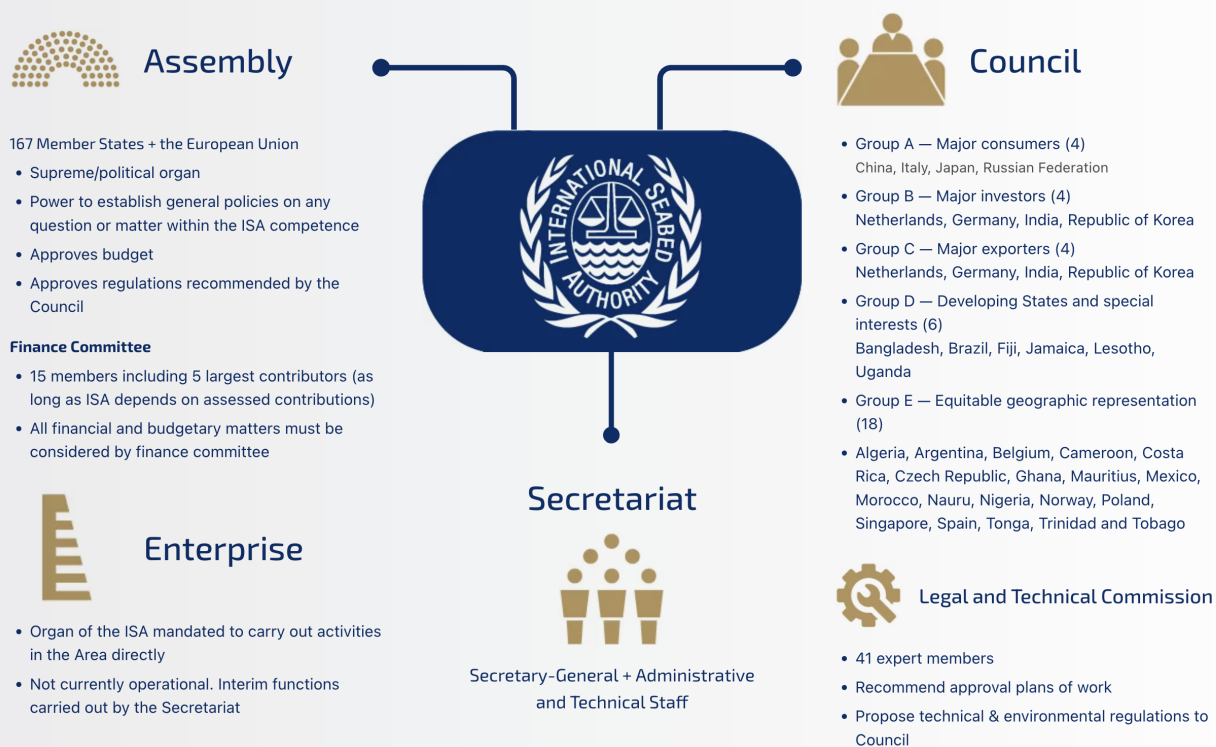 Assembly
167 Member States + the European Union
• Supreme/political organ
• Power to establish general policies on any
question or matter within the ISA competence
• Approves budget
• Approves regulations recommended by the
Council
Finance Committee
• 15 members including 5 largest contributors (as
long as ISA depends on assessed contributions)
• All financial and budgetary matters must be
considered by finance committee
Enterprise
• Organ of the ISA mandated to carry out activities
in the Area directly
• Not currently operational. Interim functions
carried out by the Secretariat
INTERNATIONAL SEABED
AUTHORITY
Secretariat
Secretary-General + Administrative
and Technical Staff
Council
• Group A — Major consumers (4)
China, Italy, Japan, Russian Federation
• Group B — Major investors (4)
Netherlands, Germany, India, Republic of Korea
• Group C — Major exporters (4)
Netherlands, Germany, India, Republic of Korea
• Group D — Developing States and special
interests (6)
Bangladesh, Brazil, Fiji, Jamaica, Lesotho,
Uganda
• Group E — Equitable geographic representation
(18)
• Algeria, Argentina, Belgium, Cameroon, Costa
Rica, Czech Republic, Ghana, Mauritius, Mexico,
Morocco, Nauru, Nigeria, Norway, Poland,
Singapore, Spain, Tonga, Trinidad and Tobago
Legal and Technical Commission
• 41 expert members
• Recommend approval plans of work
• Propose technical & environmental regulations to
Council